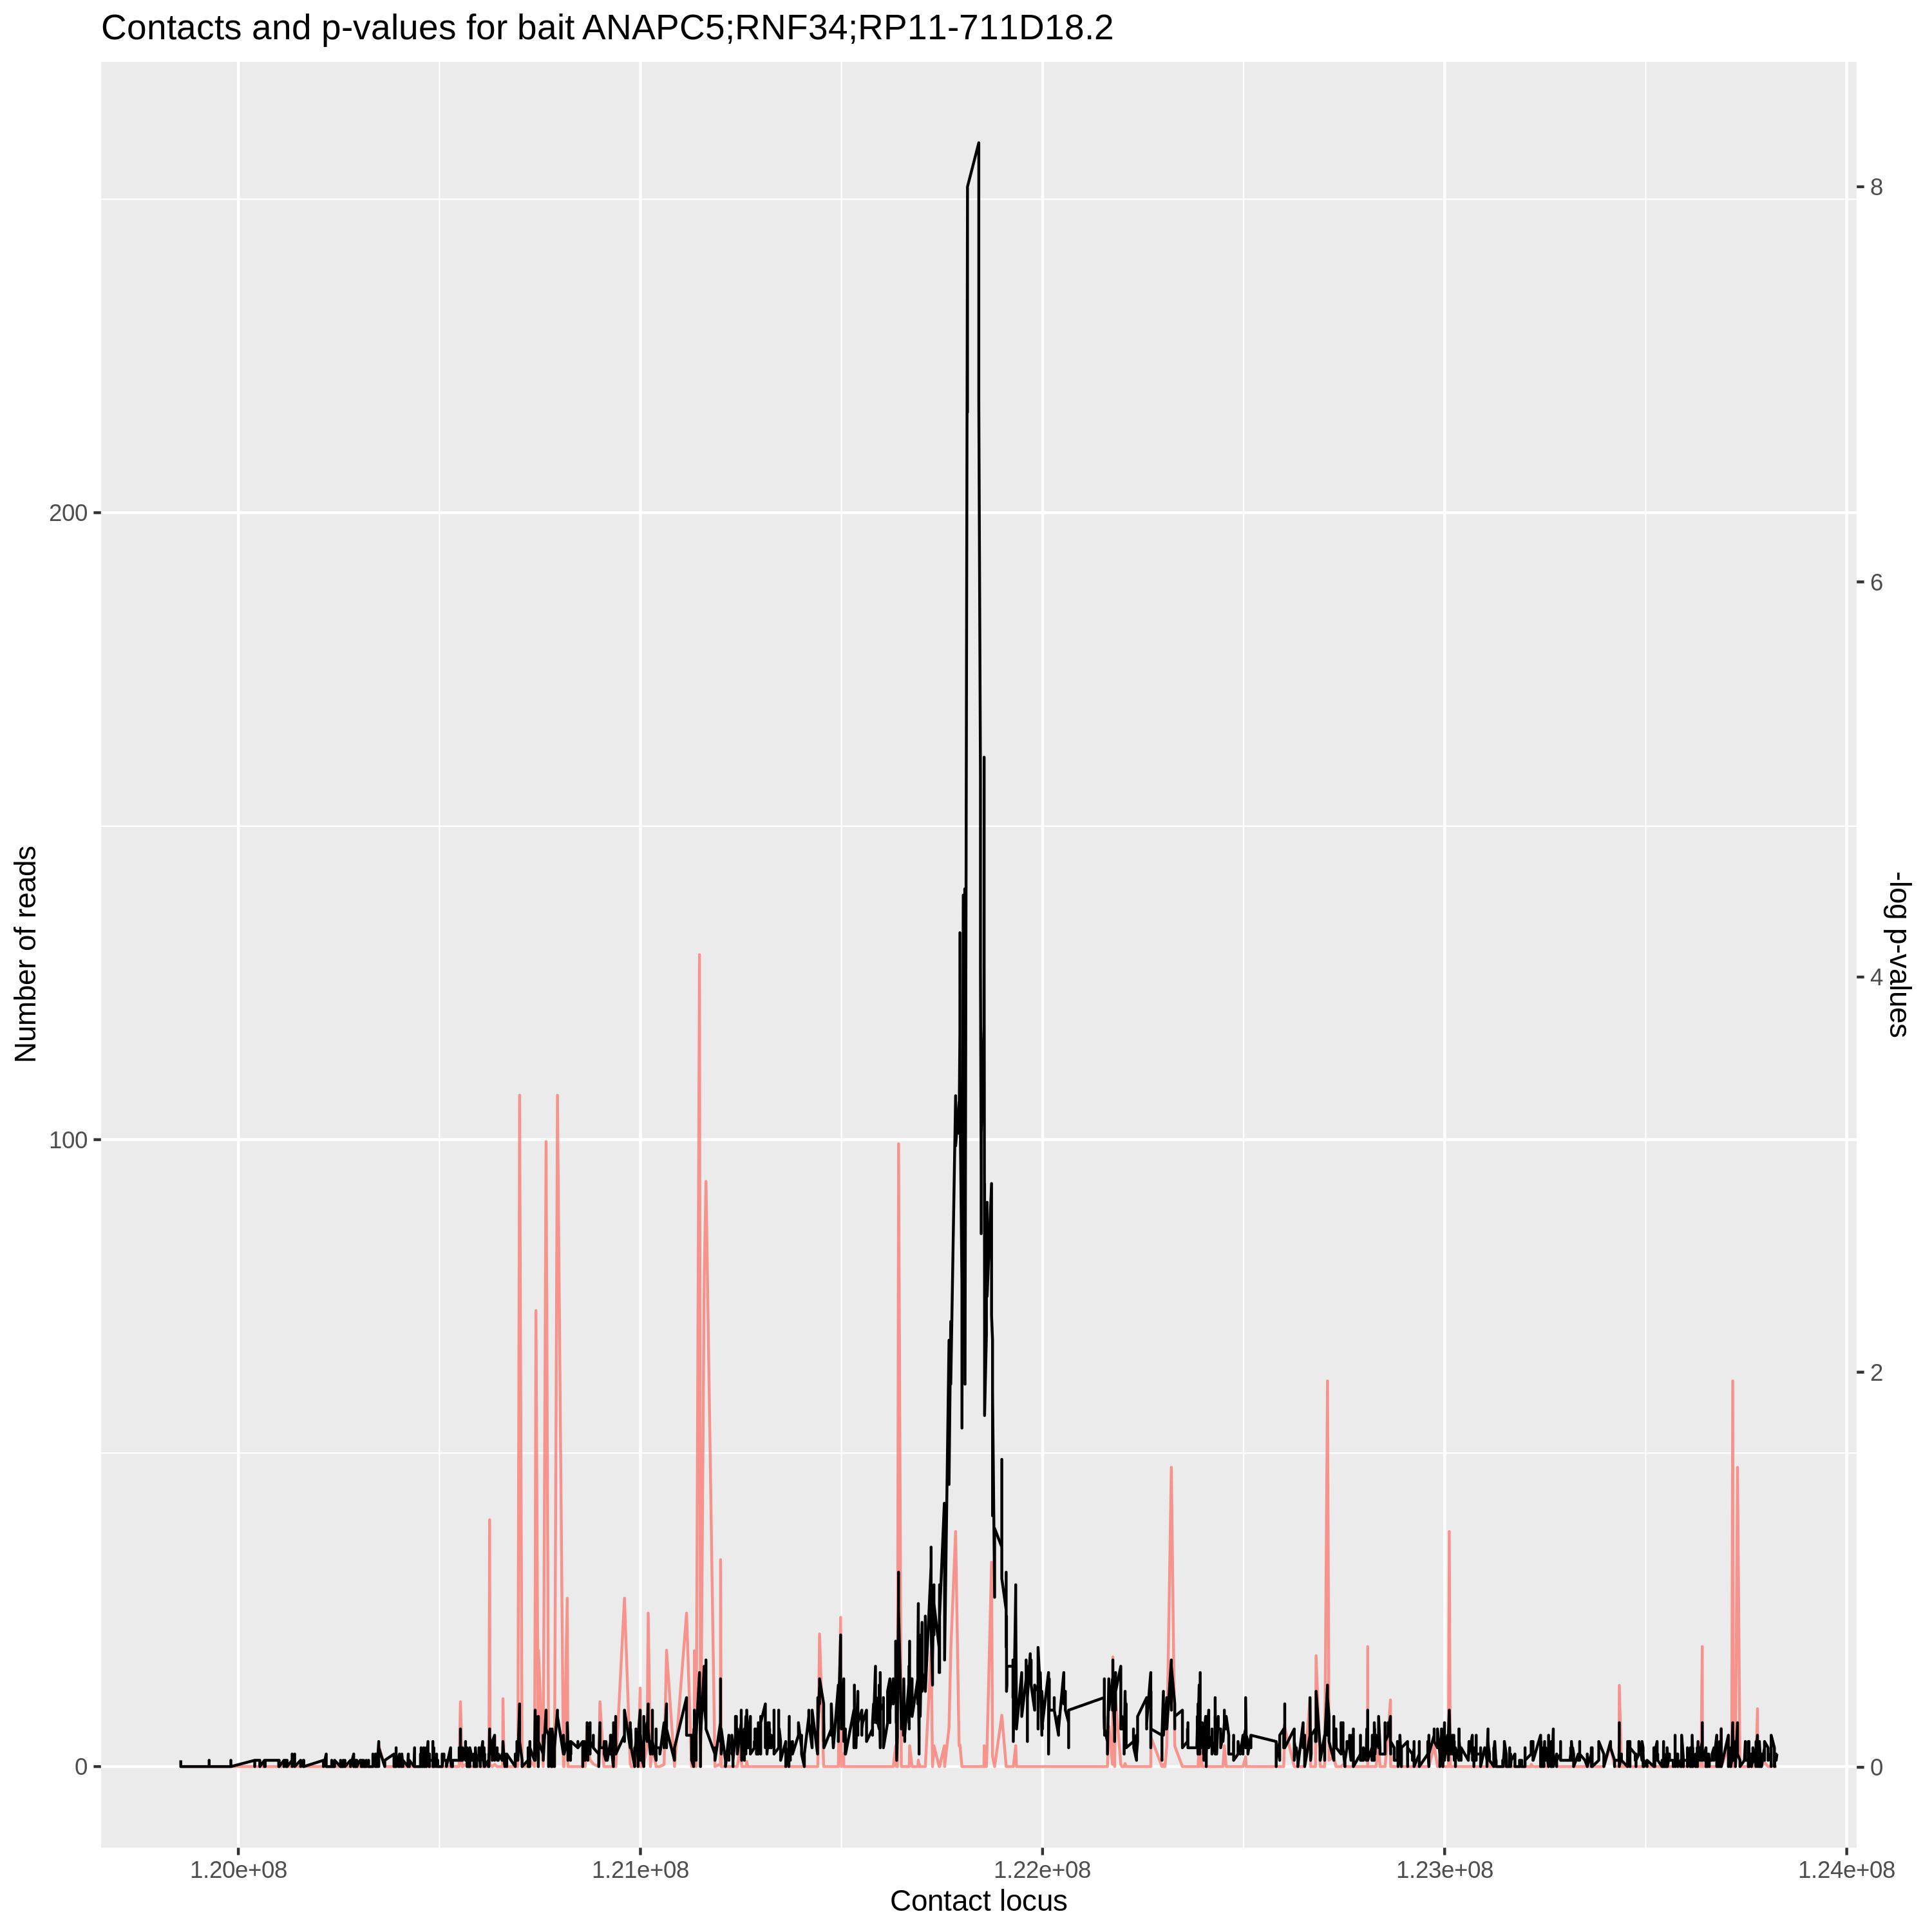 Contacts and p-values for bait ANAPC5;RNF34;RP11-711D18.2
Number of reads
200
100
0
8
6
4
2
0
-log p-values
1.20e+08
1.21e+08
1.22e+08
1.23e+08
1.24e+08
Contact locus